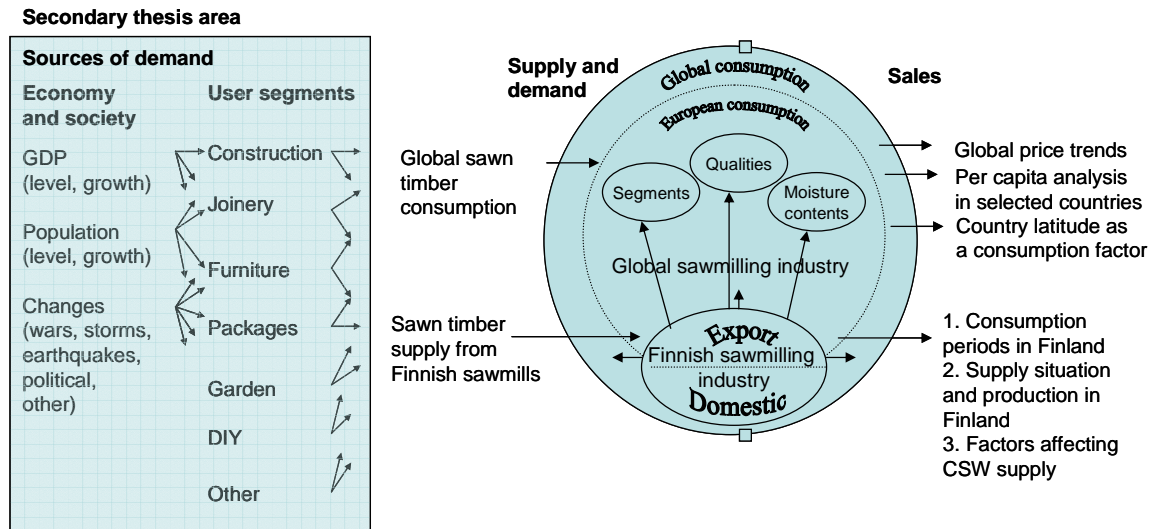 Secondary thesis area
Sources of demand
Economy
and society
User segments
GDP
(level, growth)
Population
(level, growth)
Changes
(wars, storms,
earthquakes,
political,
other)
Construction
Joinery
Furniture
Packages
Garden
DIY
Other
Supply and
demand
Global sawn
timber
consumption
Sawn timber
supply from
Finnish sawmills
Global consumption
European consumption
Qualities
Segments
Moisture
contents
Global sawmilling industry
Export
Finnish sawmilling
industry
Domestic
Sales
Global price trends
Per capita analysis
in selected countries
Country latitude as
a consumption factor
1. Consumption
periods in Finland
2. Supply situation
and production in
Finland
3. Factors affecting
CSW supply